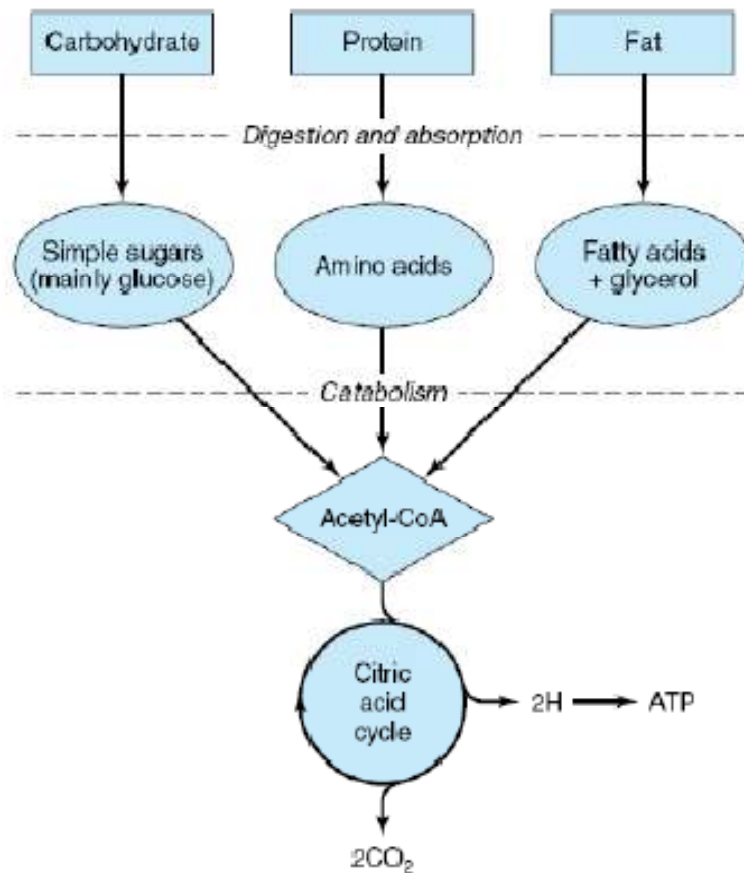 Carbohydrate
Protein
Fat
Digestion and absorption
Simple sugars
(mainly glucose)
Amino acids
Fatty acids
+ glycerol
Catabolism
Acetyl-CoA
Citric
acid
cycle
2H
ATP
2CO₂